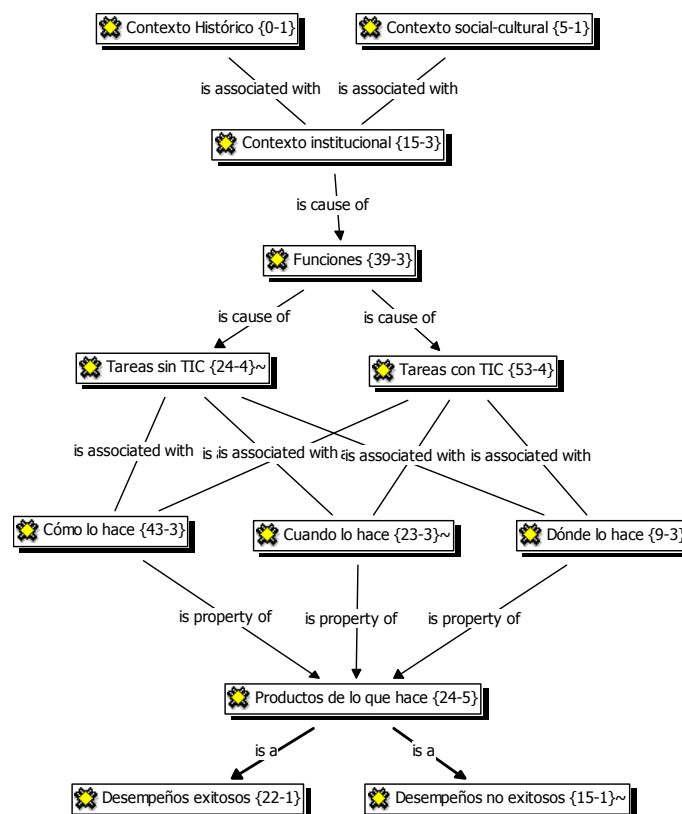 Contexto Histórico {0-1}
Contexto social-cultural {5-1}
is associated with
is associated with
Contexto institucional {15-3}
is cause of
Funciones {39-3}
is cause of
is cause of
Tareas sin TIC {24-4}~
Tareas con TIC {53-4}
is associated with
is associated with
is associated with
is associated with
Cómo lo hace {43-3}
Cuando lo hace {23-3}~
Dónde lo hace {9-3}
is property of
is property of
is property of
Productos de lo que hace {24-5}
is a
is a
Desempeños exitosos {22-1}
Desempeños no exitosos {15-1}~